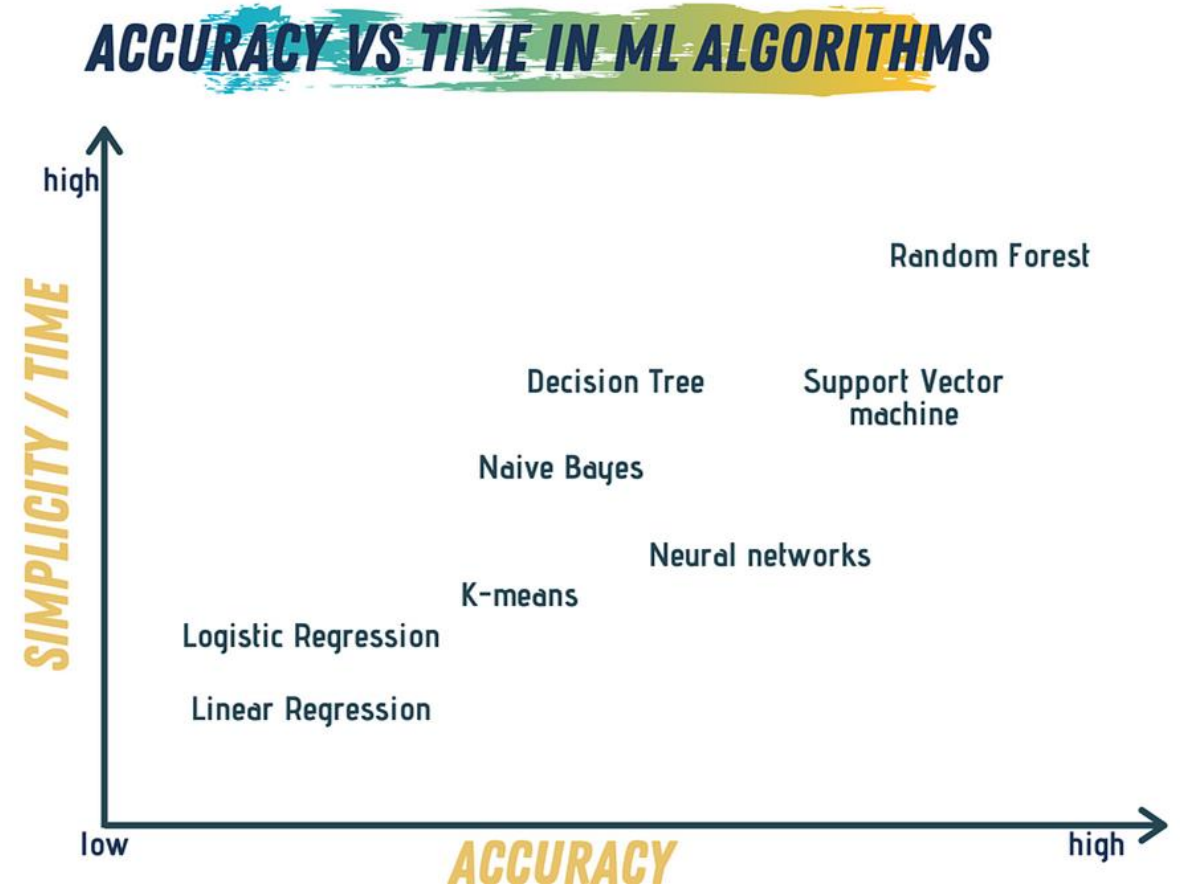 ACCURACY VS TIME IN ML ALGORITHMS
high
Random Forest
SIMPLICITY / TIME
Decision Tree
Support Vector
machine
Naive Bayes
Neural networks
K-means
Logistic Regression
Linear Regression
low
high
ACCURACY